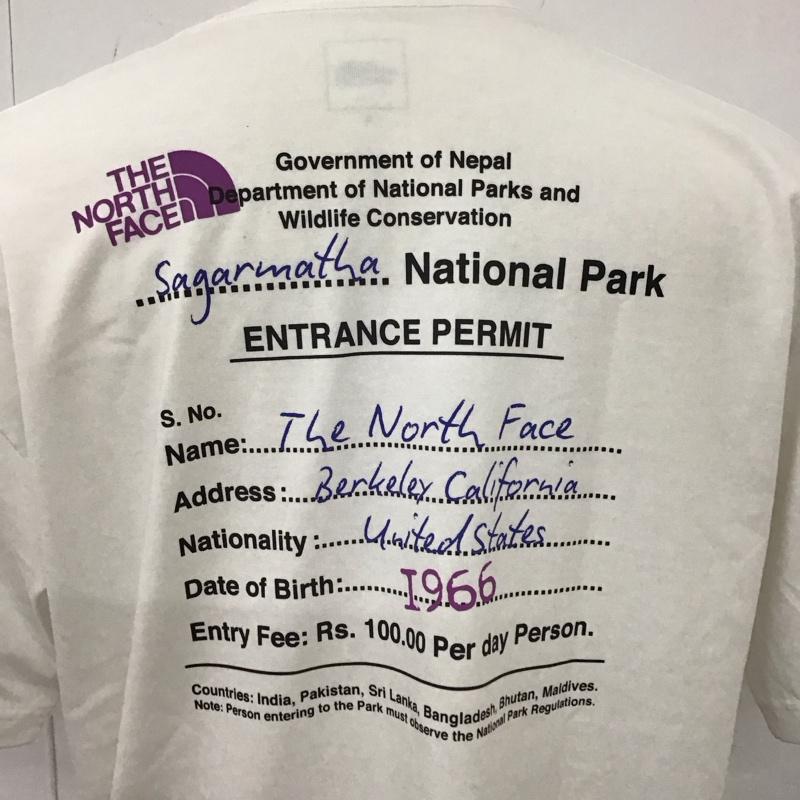 THE
NORTH
FACE
Government of Nepal
Department of National Parks and
Wildlife Conservation
Sagarmatha National Park
ENTRANCE PERMIT
S. No.
Name:....The North Face....
Address:....Berkeley California....
Nationality:....United States....
Date of Birth:....1966....
Entry Fee: Rs. 100.00 Per day Person.
Countries: India, Pakistan, Sri Lanka, Bangladesh, Bhutan, Maldives.
Note: Person entering to the Park must observe the National Park Regulations.